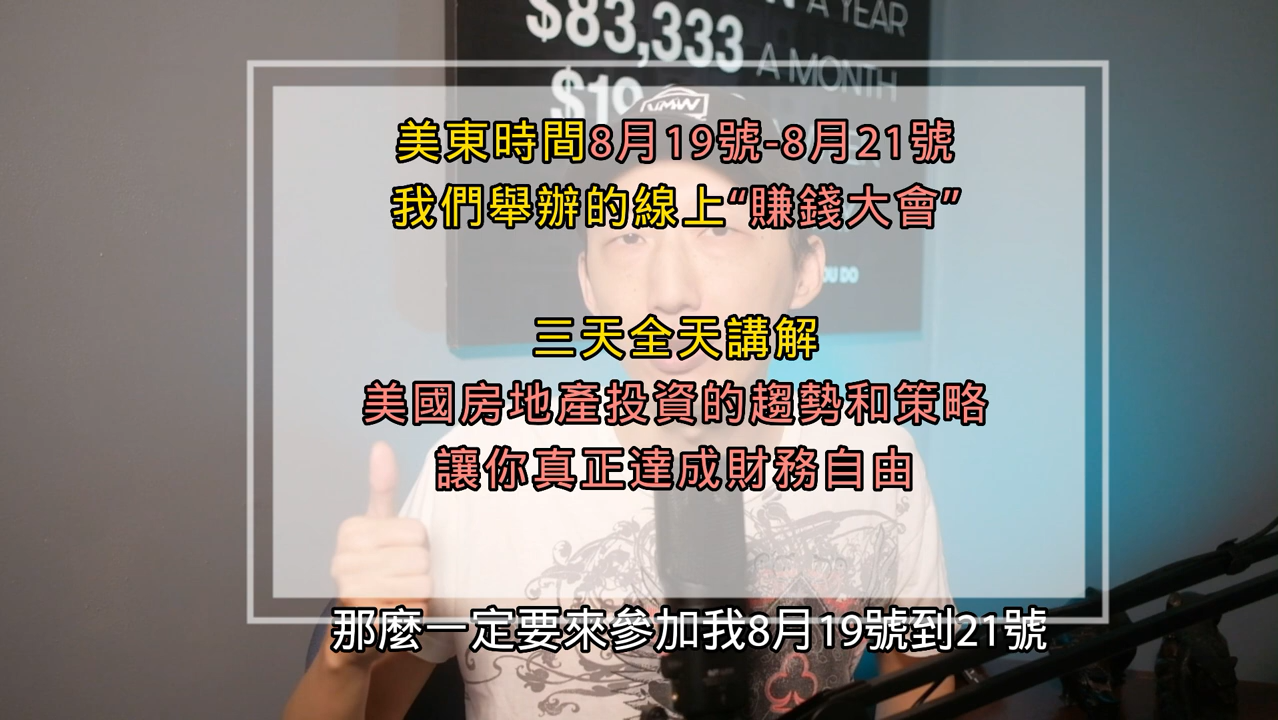 A YEAR
$83,333 A MONTH
$19
VMW
美東時間8月19號-8月21號
我們舉辦的線上“賺錢大會”
OU DO
三天全天講解
美國房地產投資的趨勢和策略
讓你真正達成財務自由
那麼一定要來參加我8月19號到21號